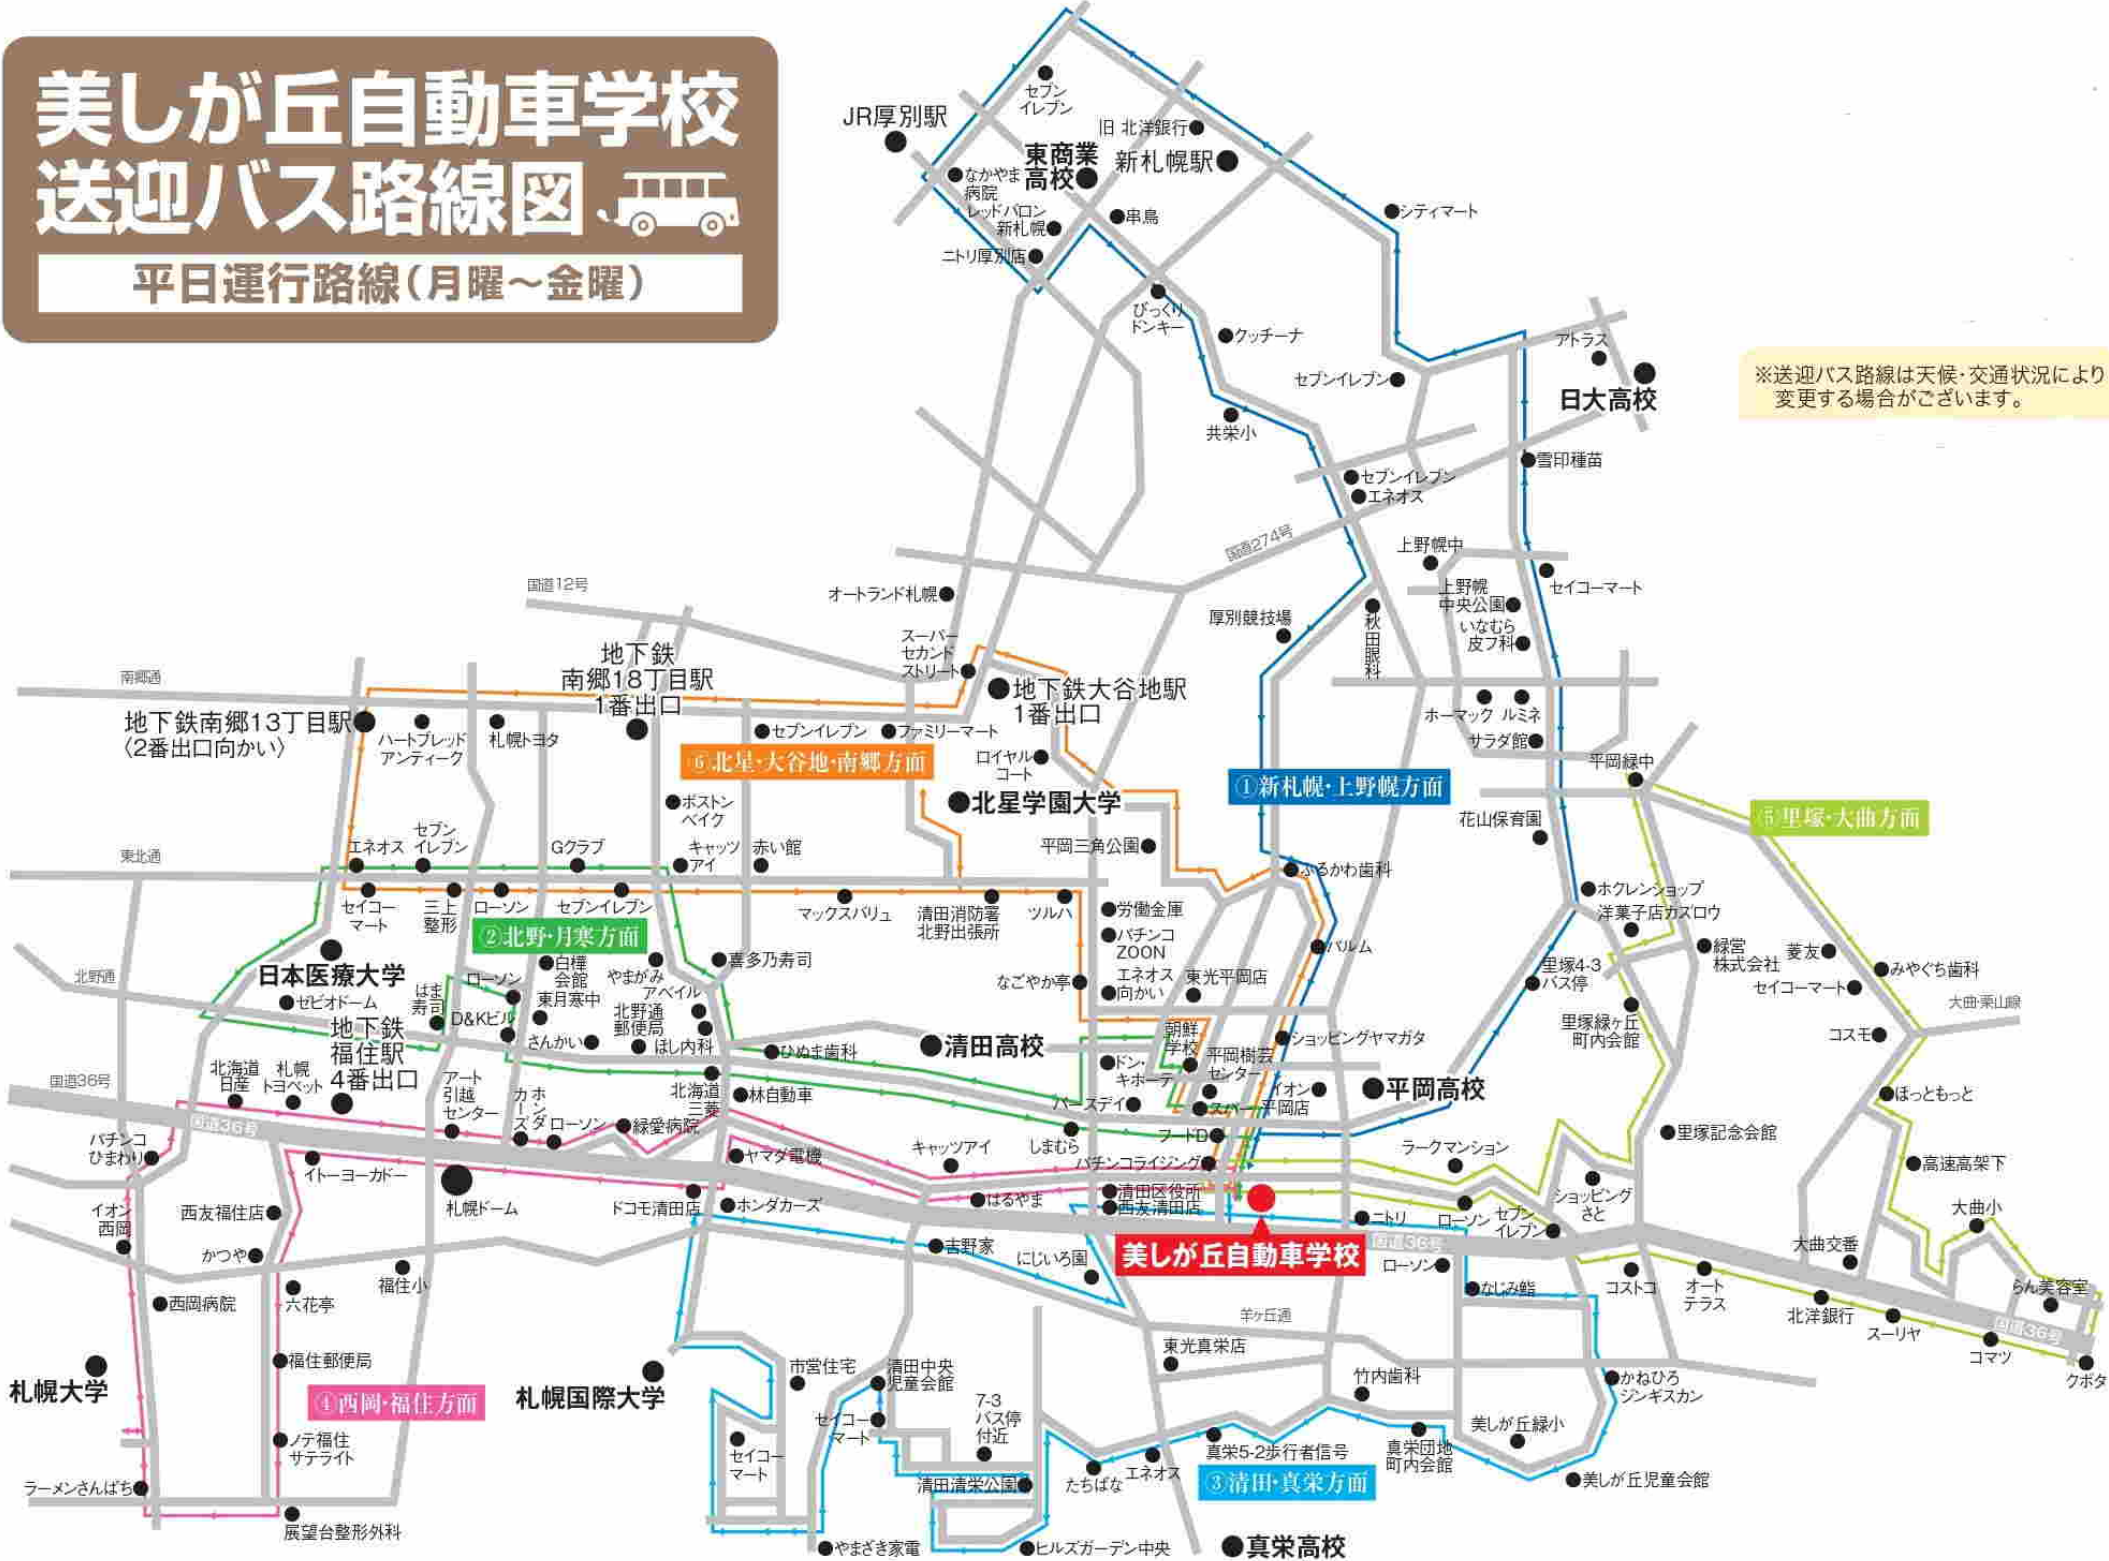 美しが丘自動車学校
送迎バス路線図
平日運行路線(月曜～金曜)
※送迎バス路線は天候・交通状況により
変更する場合がございます。
JR厚別駅
セブン
イレブン
旧 北洋銀行
東商業
高校
新札幌駅
なかやま
病院
レッドバロン
新札幌
ニトリ厚別店
串鳥
シティマート
びっくり
ドンキー
クッチーナ
セブンイレブン
アトラス
日大高校
共栄小
雪印種苗
セブンイレブン
エネオス
国道274号
上野幌中
上野幌
中央公園
セイコーマート
いなむら
皮フ科
秋田眼科
厚別競技場
国道12号
オートランド札幌
スーパー
セカンド
ストリート
地下鉄
南郷18丁目駅
1番出口
地下鉄大谷地駅
1番出口
南郷通
地下鉄南郷13丁目駅
〈2番出口向かい〉
ハートブレッド
アンティーク
札幌トヨタ
セブンイレブン
ファミリーマート
ロイヤル
コート
⑥北星・大谷地・南郷方面
ホーマック
ルミネ
サラダ館
平岡緑中
①新札幌・上野幌方面
北星学園大学
ボストン
ベイク
花山保育園
⑤里塚・大曲方面
東北通
エネオス
セブン
イレブン
Gクラブ
キャッツ
アイ
赤い館
平岡三角公園
ふるかわ歯科
ホクレンショップ
洋菓子店カズロウ
セイコー
マート
三上
整形
ローソン
セブンイレブン
マックスバリュ
清田消防署
北野出張所
ツルハ
労働金庫
パチンコ
ZOON
パルム
②北野・月寒方面
緑営
株式会社
菱友
みやぐち歯科
セイコーマート
大曲・栗山線
コスモ
日本医療大学
北野通
ゼビオドーム
はま
寿司
ローソン
白樺
会館
やまがみ
喜多乃寿司
東月寒中
アベイル
北野通
郵便局
D&Kビル
さんかい
ほし内科
なごやか亭
エネオス
向かい
東光平岡店
里塚4-3
バス停
里塚緑ヶ丘
町内会館
地下鉄
福住駅
4番出口
清田高校
ひぬま歯科
朝鮮
学校
ショッピングヤマガタ
平岡樹芸
センター
ドン・
キホーテ
イオン
平岡店
平岡高校
ほっともっと
国道36号
北海道
日産
札幌
トヨペット
アート
引越
センター
ホンダ
カーズ
ローソン
緑愛病院
北海道
三菱
林自動車
バースデイ
スパー
しまむら
フードD
里塚記念会館
国道36号
パチンコ
ひまわり
イトーヨーカドー
札幌ドーム
ヤマダ電機
キャッツアイ
パチンコライジング
ラークマンション
高速高架下
ドコモ清田店
ホンダカーズ
はるやま
清田区役所
西友清田店
ニトリ
ローソン
セブン
イレブン
ショッピング
さと
大曲小
イオン
西岡
西友福住店
かつや
福住小
吉野家
にじいろ園
美しが丘自動車学校
国道36号
ローソン
なじみ鮨
コストコ
オート
テラス
大曲交番
らん美容室
西岡病院
六花亭
羊ヶ丘通
北洋銀行
スーリヤ
国道36号
コマツ
クボタ
札幌大学
福住郵便局
④西岡・福住方面
札幌国際大学
市営住宅
清田中央
児童会館
東光真栄店
竹内歯科
かねひろ
ジンギスカン
ノテ福住
サテライト
セイコー
マート
セイコー
マート
7-3
バス停
付近
真栄5-2歩行者信号
真栄団地
町内会館
美しが丘緑小
ラーメンさんぱち
清田清栄公園
たちばな
エネオス
③清田・真栄方面
美しが丘児童会館
展望台整形外科
やまざき家電
ヒルズガーデン中央
真栄高校